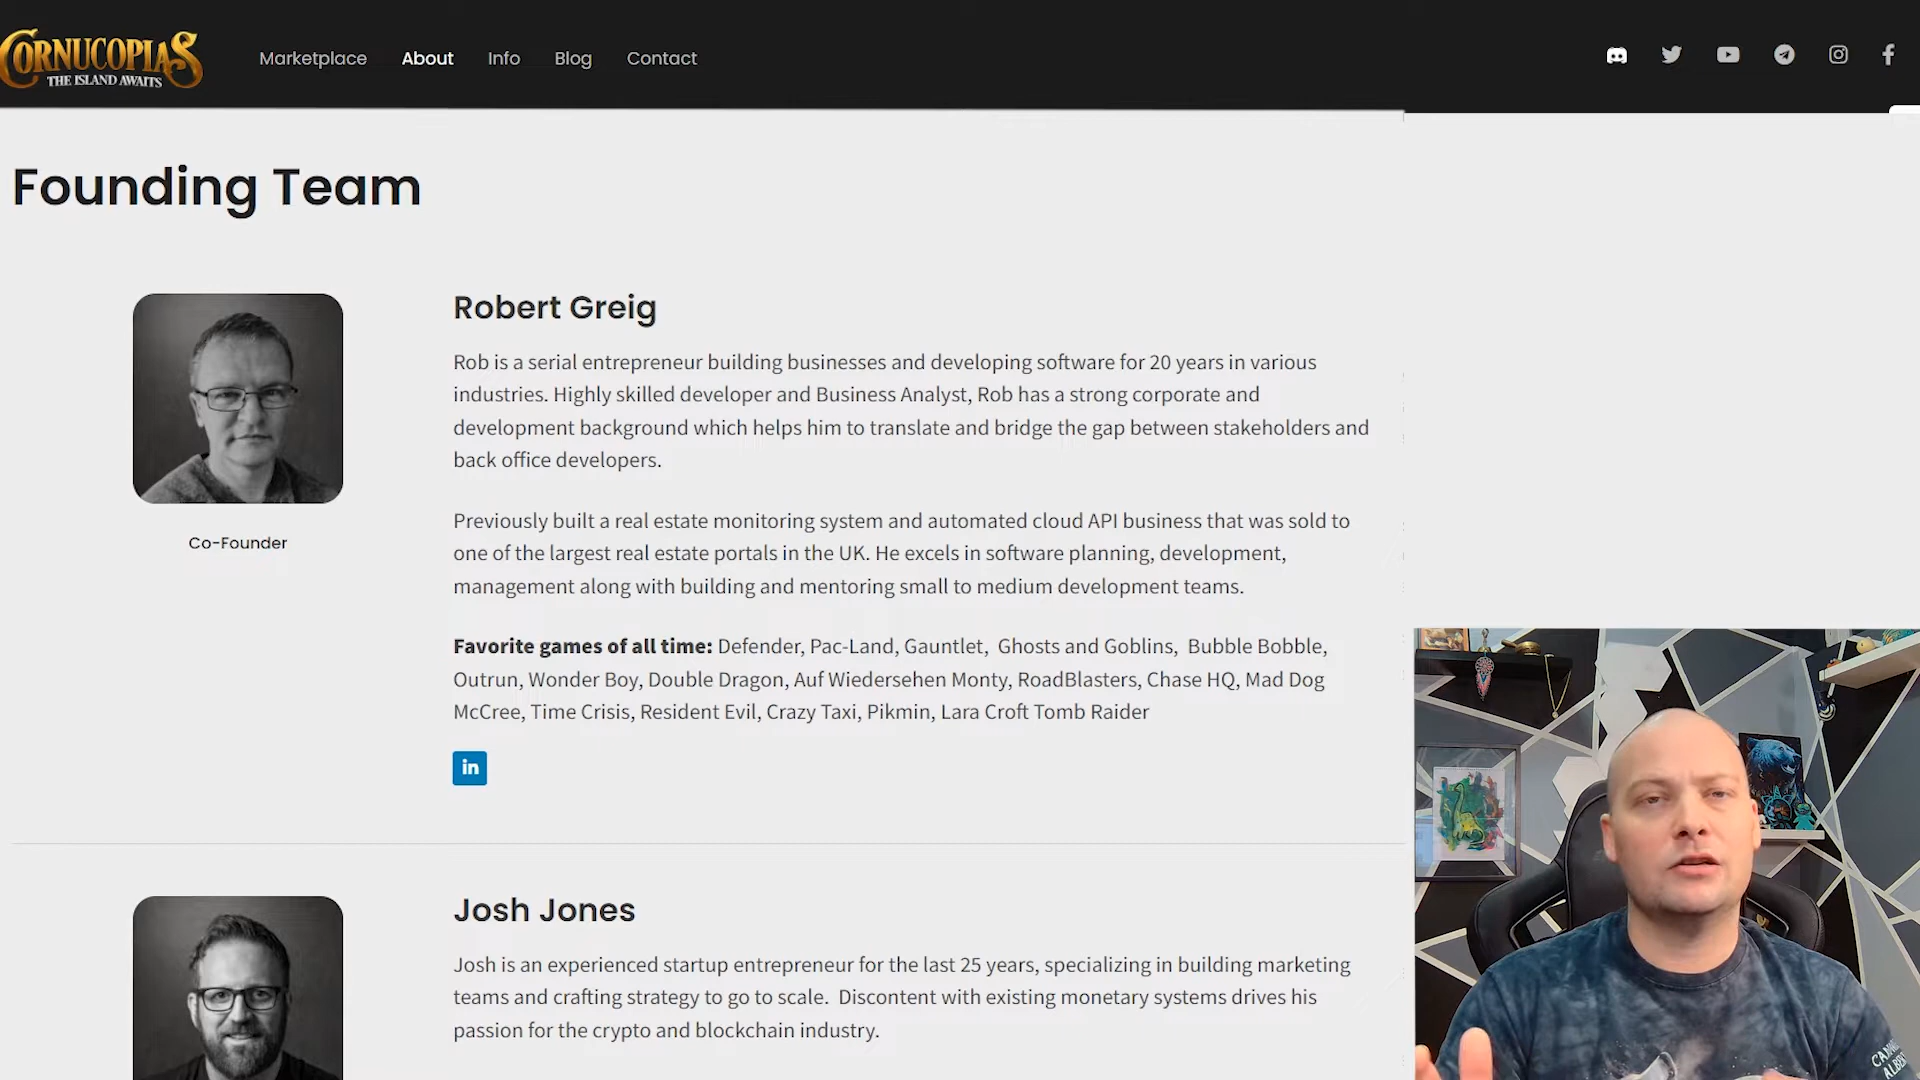 CORNUCOPIAS
THE ISLAND AWAITS
Marketplace About Info Blog Contact
Founding Team
Robert Greig
Rob is a serial entrepreneur building businesses and developing software for 20 years in various
industries. Highly skilled developer and Business Analyst, Rob has a strong corporate and
development background which helps him to translate and bridge the gap between stakeholders and
back office developers.
Co-Founder
Previously built a real estate monitoring system and automated cloud API business that was sold to
one of the largest real estate portals in the UK. He excels in software planning, development,
management along with building and mentoring small to medium development teams.
Favorite games of all time: Defender, Pac-Land, Gauntlet, Ghosts and Goblins, Bubble Bobble,
Outrun, Wonder Boy, Double Dragon, Auf Wiedersehen Monty, RoadBlasters, Chase HQ, Mad Dog
McCree, Time Crisis, Resident Evil, Crazy Taxi, Pikmin, Lara Croft Tomb Raider
in
Josh Jones
Josh is an experienced startup entrepreneur for the last 25 years, specializing in building marketing
teams and crafting strategy to go to scale. Discontent with existing monetary systems drives his
passion for the crypto and blockchain industry.